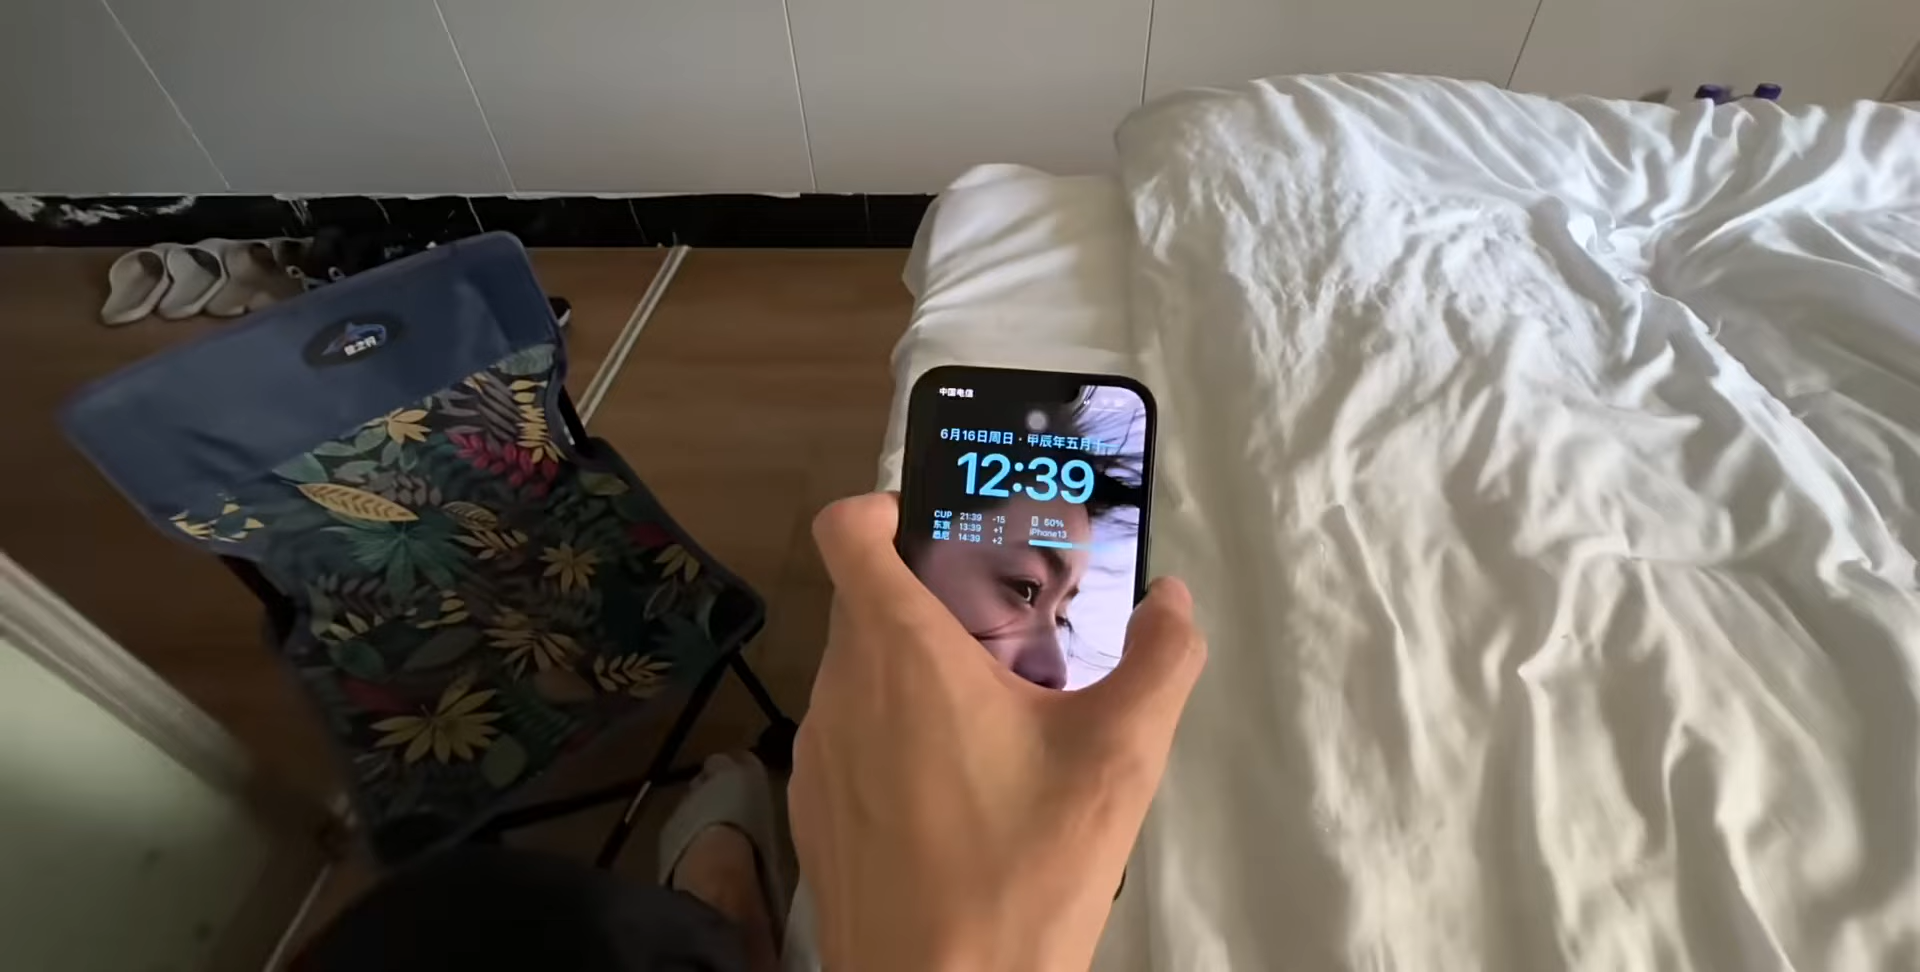 中国电信
6月16日周日·甲辰年五月十一
12:39
CUP 21:39 -15
东京 13:39 +1
悉尼 14:39 +2
60%
iPhone13